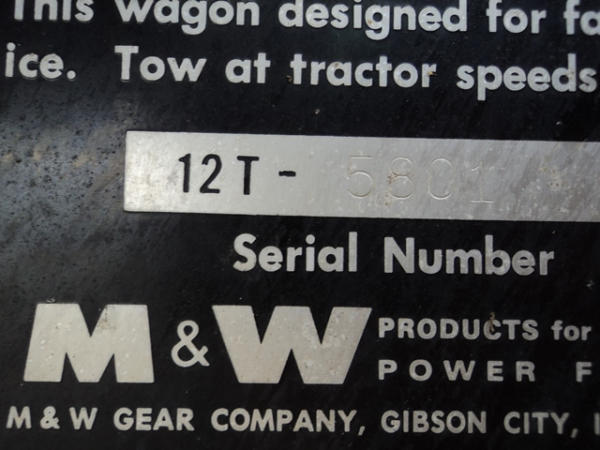 This wagon designed for fa
ice. Tow at tractor speeds
12T- 5801
Serial Number
M & W PRODUCTS for
POWER F
M & W GEAR COMPANY, GIBSON CITY, I